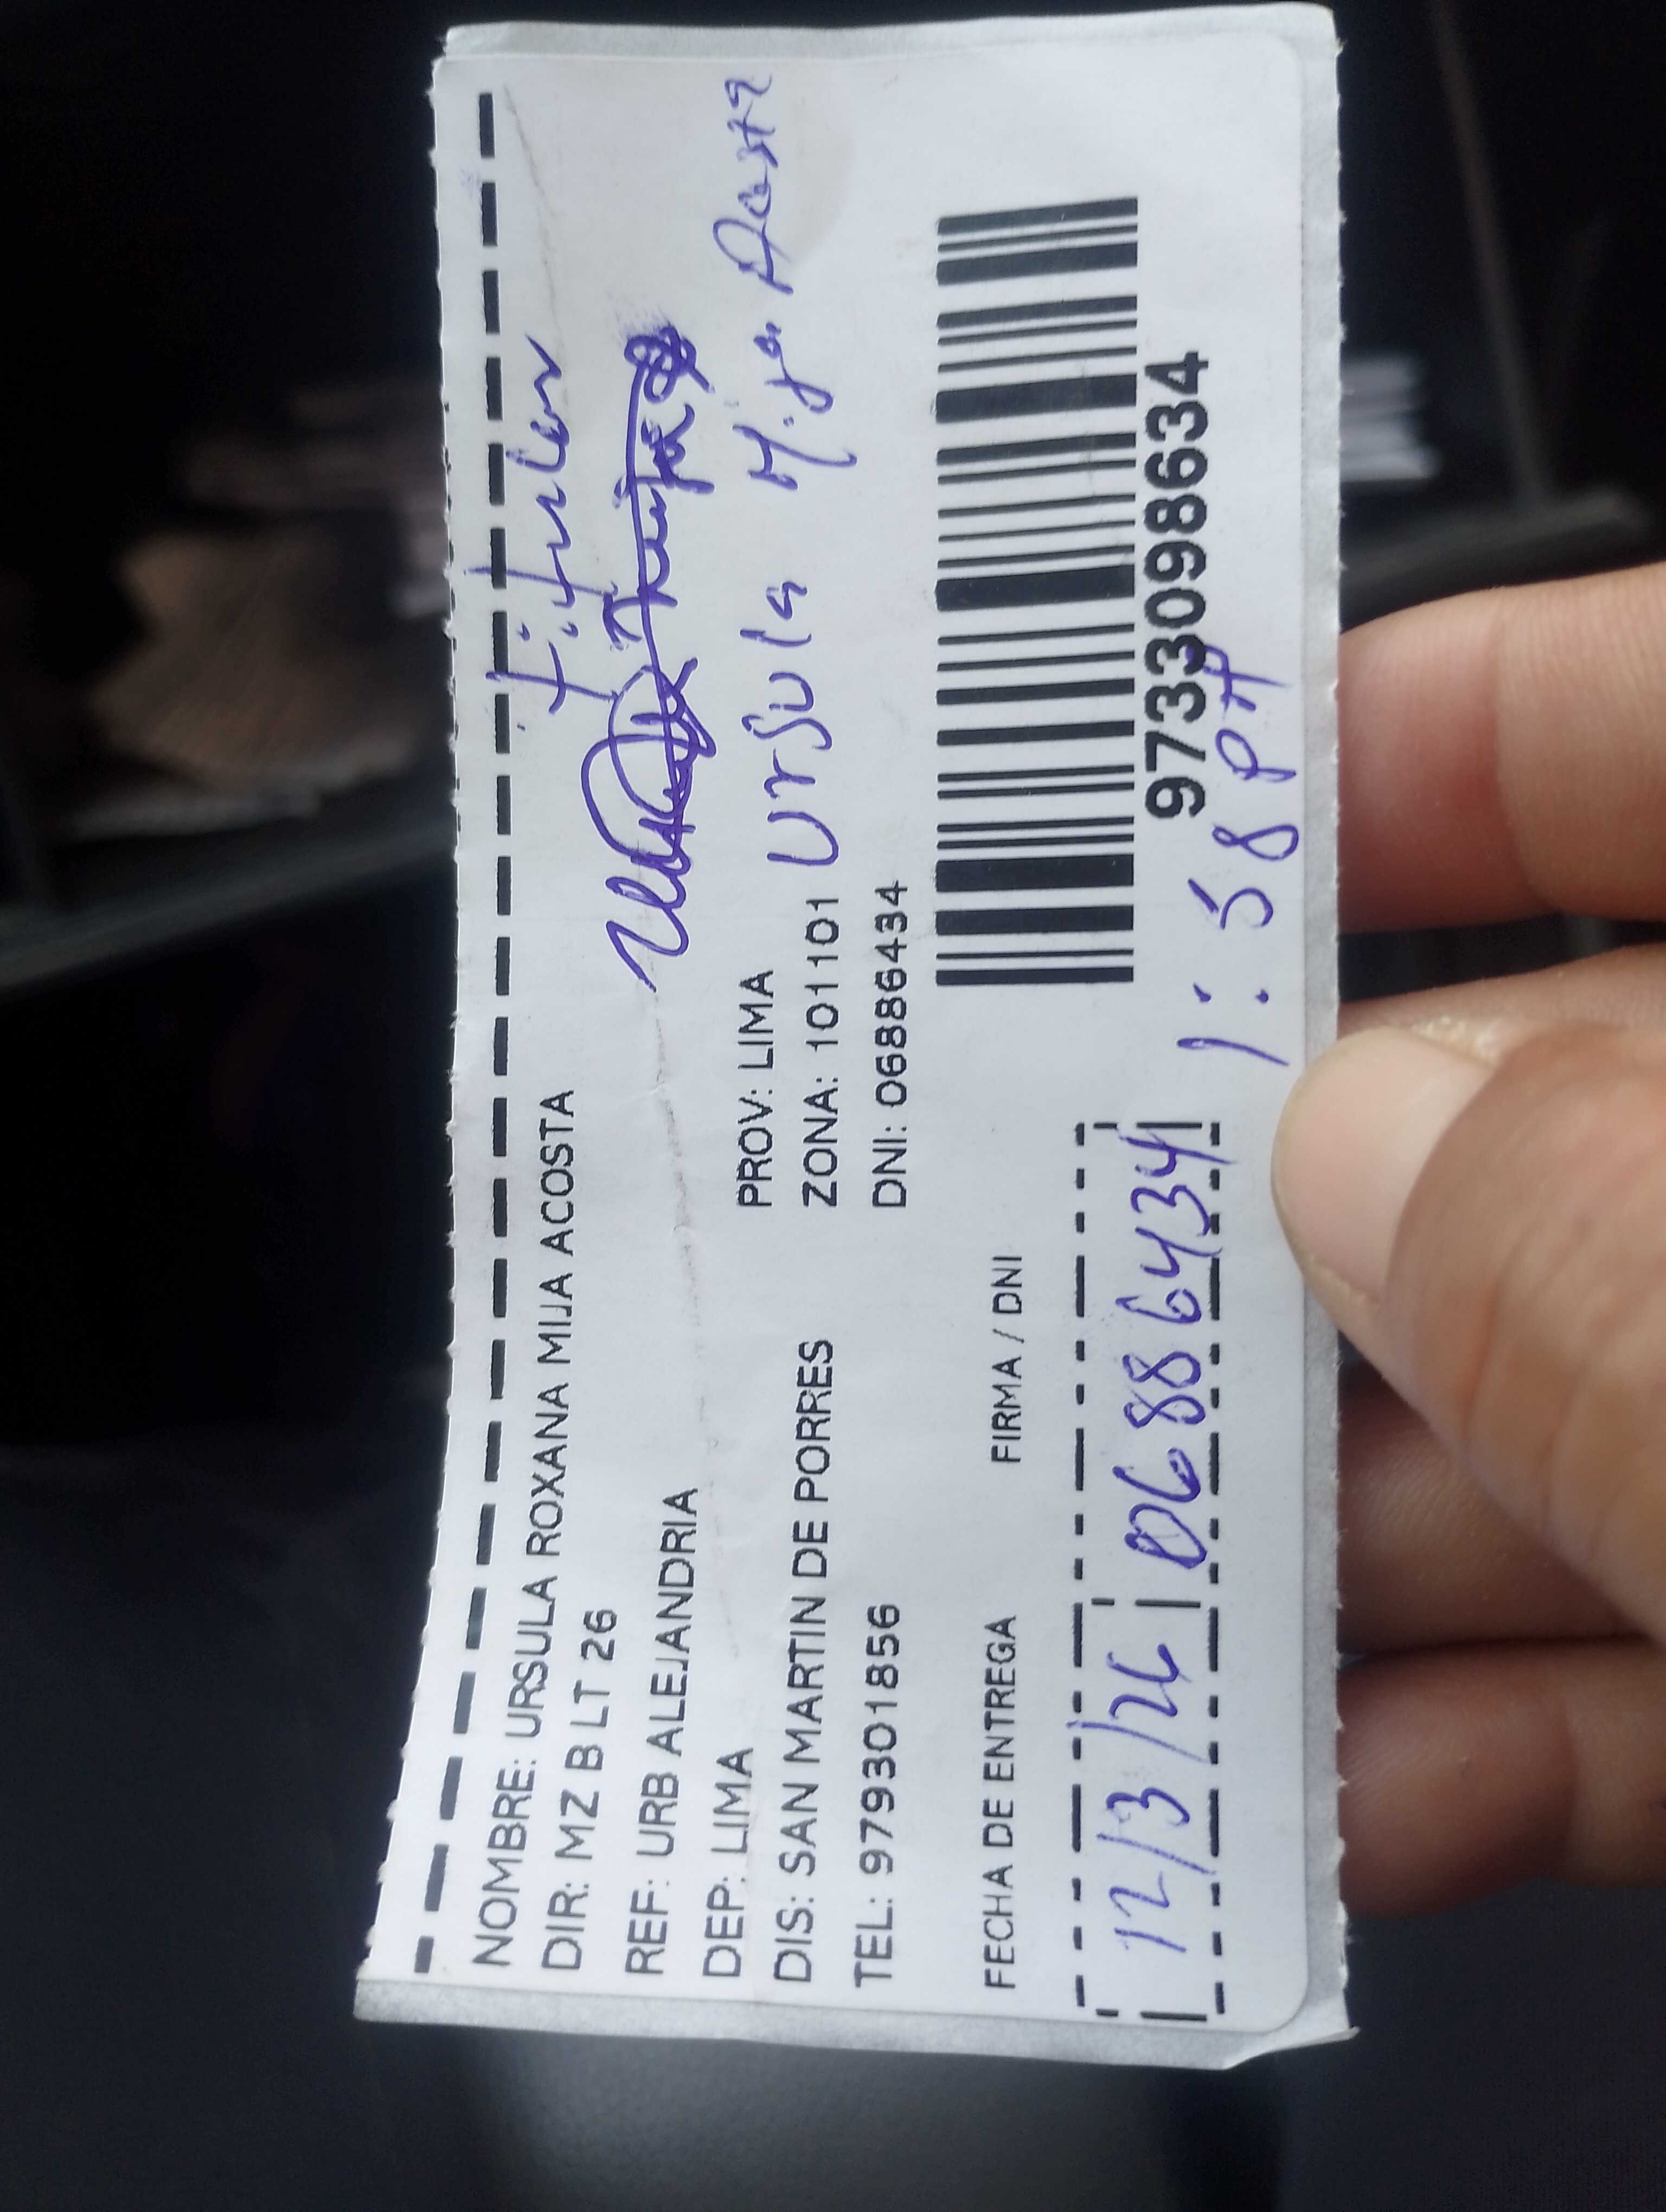 NOMBRE: URSULA ROXANA MIJA ACOSTA
DIR: MZ B LT 26
Titular
REF: URB ALEJANDRIA
DEP: LIMA
PROV: LIMA
Ursula Mija Acosta
DIS: SAN MARTIN DE PORRES
ZONA: 101101
TEL: 979301856
DNI: 06886434
FECHA DE ENTREGA
FIRMA / DNI
12/3/26
06886434
9733098634
1:58 PM